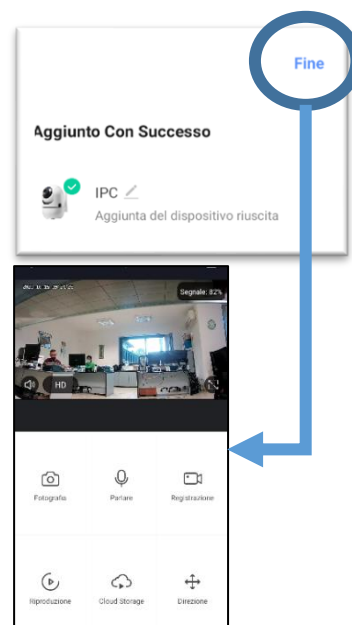 Fine
Aggiunto Con Successo
IPC
Aggiunta del dispositivo riuscita
Segnale: 82%
HD
Fotografia
Parlare
Registrazione
Riproduzione
Cloud Storage
Direzione